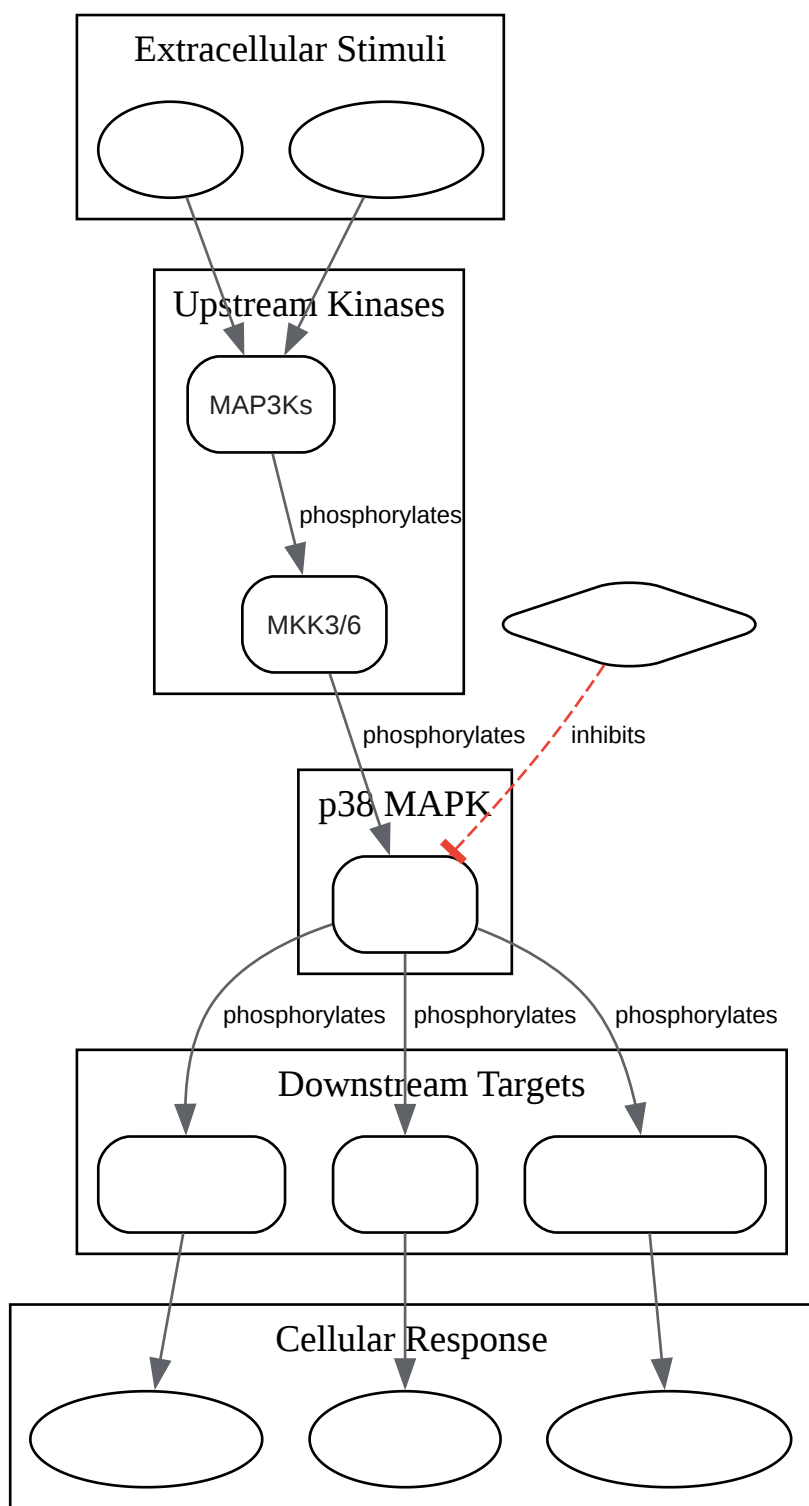 Extracellular Stimuli
Upstream Kinases
MAP3Ks
phosphorylates
MKK3/6
phosphorylates
inhibits
p38 MAPK
phosphorylates
phosphorylates
phosphorylates
Downstream Targets
Cellular Response